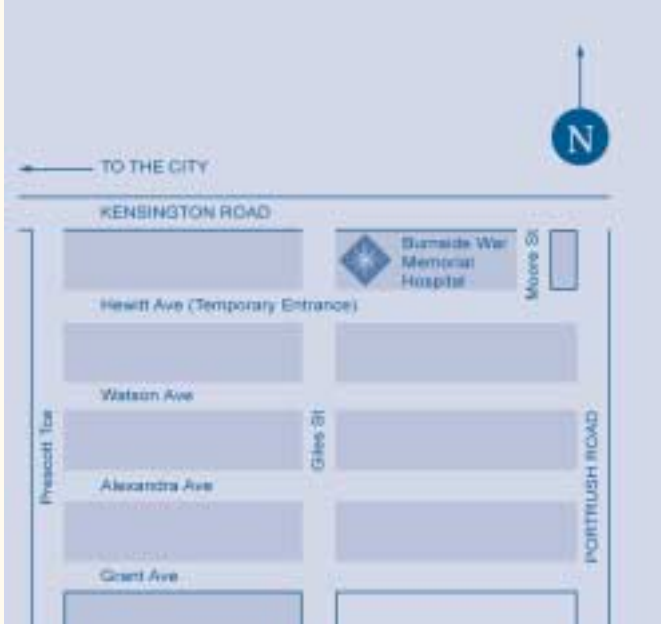 N
TO THE CITY
KENSINGTON ROAD
Burnside War
Memorial
Hospital
Moore St
Hewitt Ave (Temporary Entrance)
Watson Ave
Prescott Tce
Giles St
PORTRUSH ROAD
Alexandra Ave
Grant Ave